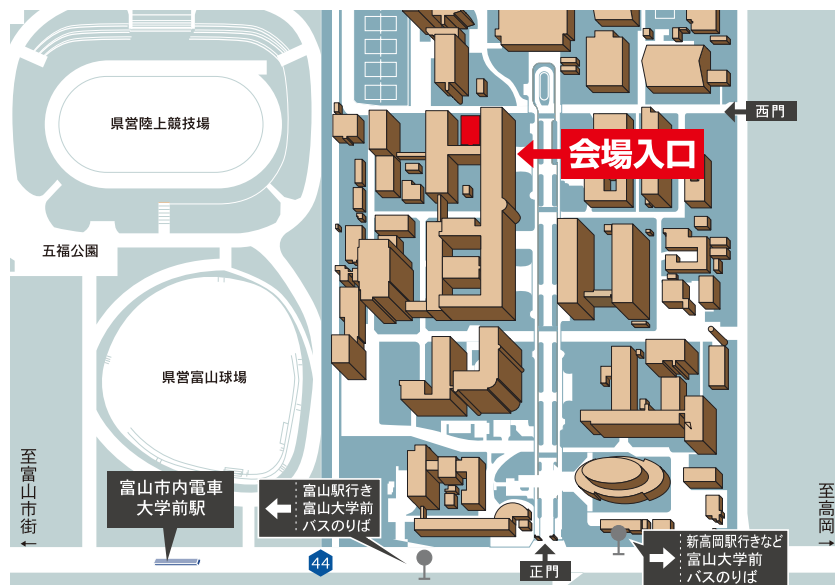 県営陸上競技場
西門
会場入口
五福公園
県営富山球場
至富山市街
富山市内電車
大学前駅
富山駅行き
富山大学前
バスのりば
44
正門
新高岡駅行きなど
富山大学前
バスのりば
至高岡